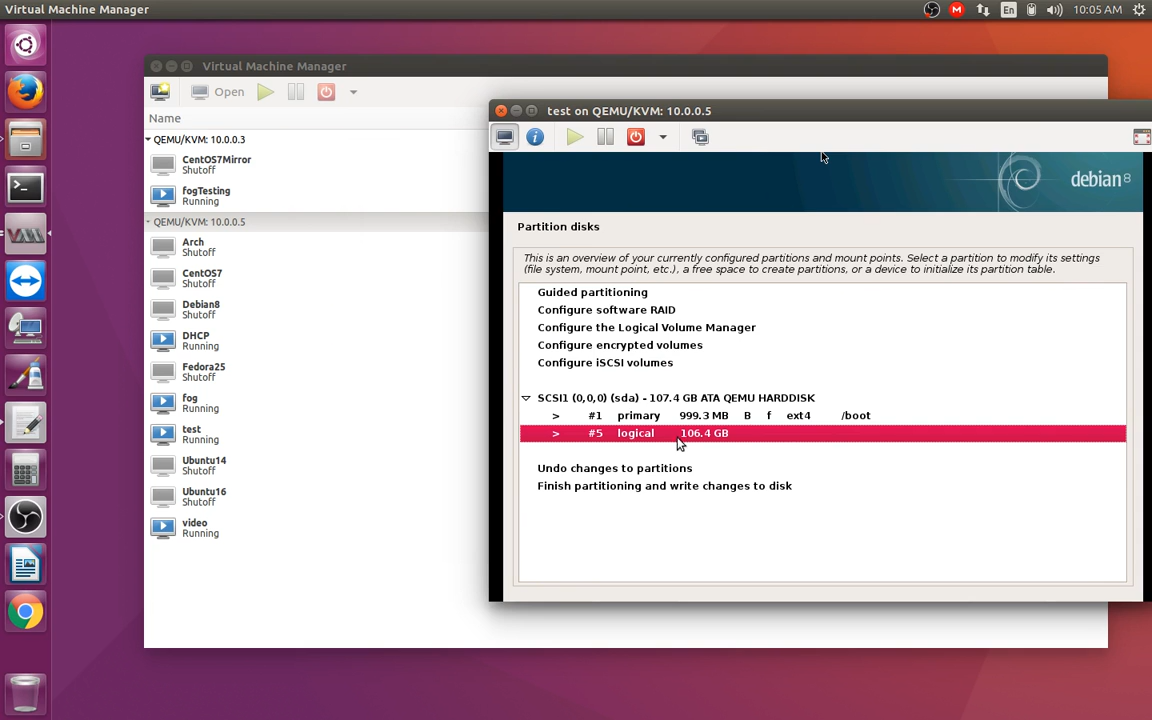 Virtual Machine Manager
En
10:05 AM
Virtual Machine Manager
Open
Name
QEMU/KVM: 10.0.0.3
CentOS7Mirror
Shutoff
fogTesting
Running
QEMU/KVM: 10.0.0.5
Arch
Shutoff
CentOS7
Shutoff
Debian8
Shutoff
DHCP
Running
Fedora25
Shutoff
fog
Running
test
Running
Ubuntu14
Shutoff
Ubuntu16
Shutoff
video
Running
test on QEMU/KVM: 10.0.0.5
debian 8
Partition disks
This is an overview of your currently configured partitions and mount points. Select a partition to modify its settings
(file system, mount point, etc.), a free space to create partitions, or a device to initialize its partition table.
Guided partitioning
Configure software RAID
Configure the Logical Volume Manager
Configure encrypted volumes
Configure iSCSI volumes
SCSI1 (0,0,0) (sda) - 107.4 GB ATA QEMU HARDDISK
> #1 primary 999.3 MB B f ext4 /boot
> #5 logical 106.4 GB
Undo changes to partitions
Finish partitioning and write changes to disk